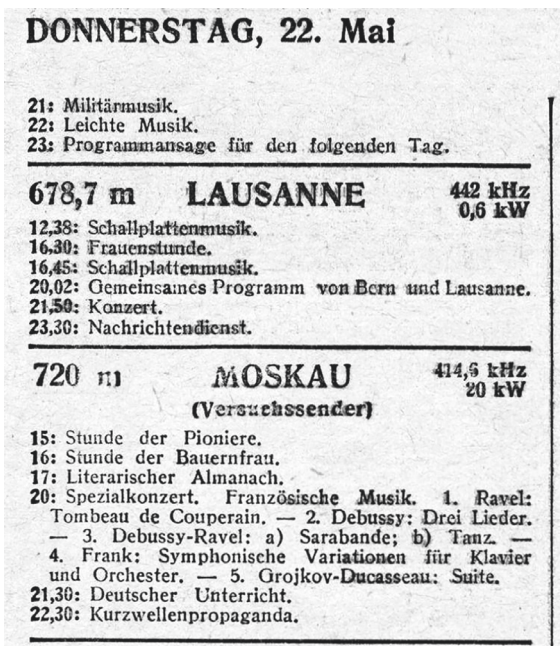 DONNERSTAG, 22. Mai
21: Militärmusik.
22: Leichte Musik.
23: Programmansage für den folgenden Tag.
678,7 m LAUSANNE 442 kHz
0,6 kW
12,38: Schallplattenmusik.
16,30: Frauenstunde.
16,45: Schallplattenmusik.
20,02: Gemeinsames Programm von Bern und Lausanne.
21,50: Konzert.
23,30: Nachrichtendienst.
720 m MOSKAU 414,6 kHz
20 kW
(Versuchssender)
15: Stunde der Pioniere.
16: Stunde der Bauernfrau.
17: Literarischer Almanach.
20: Spezialkonzert. Französische Musik. 1. Ravel:
Tombeau de Couperain. — 2. Debussy: Drei Lieder.
— 3. Debussy-Ravel: a) Sarabande; b) Tanz. —
4. Frank: Symphonische Variationen für Klavier
und Orchester. — 5. Grojkov-Ducasseau: Suite.
21,30: Deutscher Unterricht.
22,30: Kurzwellenpropaganda.